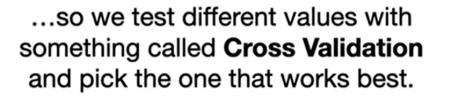 …so we test different values with
something called Cross Validation
and pick the one that works best.